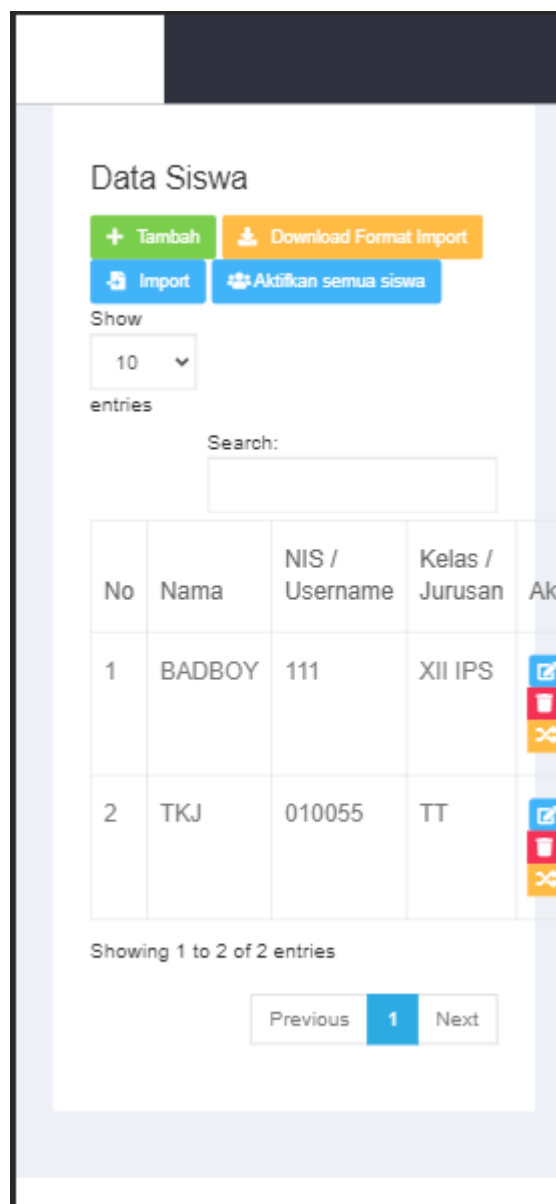 Data Siswa
Tambah Download Format Import
Import Aktifkan semua siswa
Show
10
entries
Search:
No Nama NIS / Username Kelas / Jurusan Ak
1 BADBOY 111 XII IPS
2 TKJ 010055 TT
Showing 1 to 2 of 2 entries
Previous 1 Next